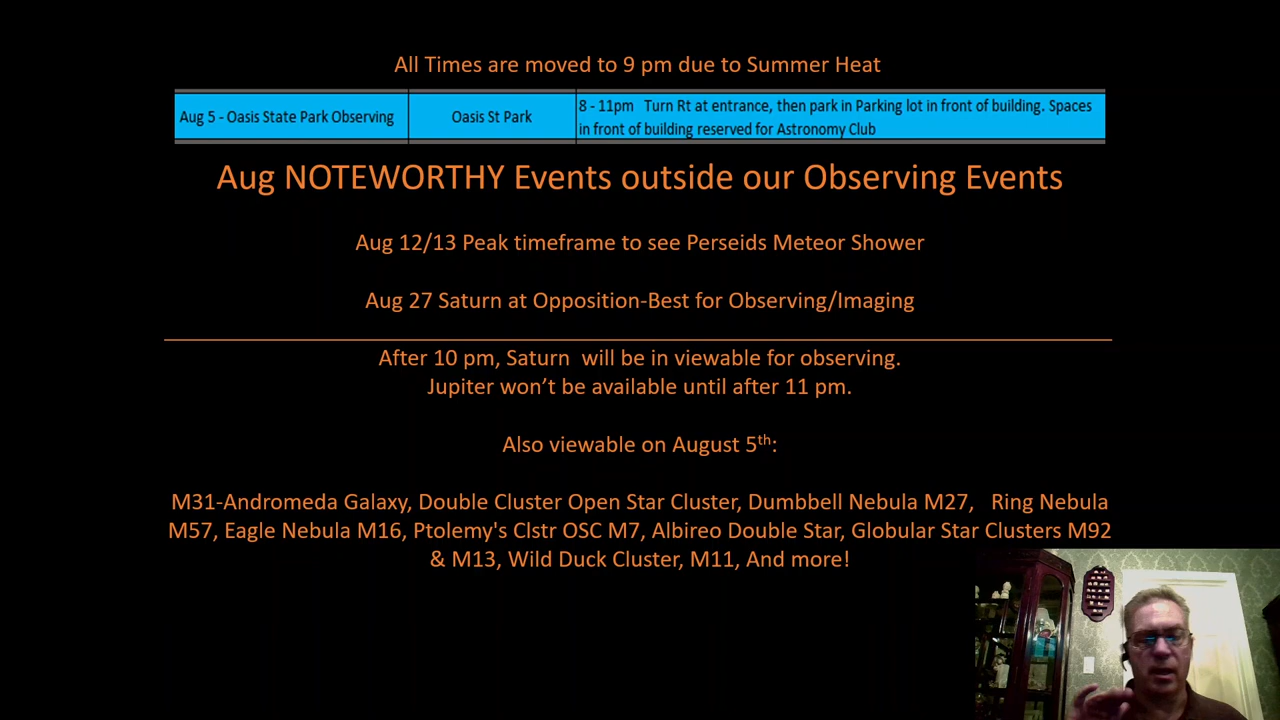 All Times are moved to 9 pm due to Summer Heat
Aug 5 - Oasis State Park Observing
Oasis St Park
8 - 11pm Turn Rt at entrance, then park in Parking lot in front of building. Spaces
in front of building reserved for Astronomy Club
Aug NOTEWORTHY Events outside our Observing Events
Aug 12/13 Peak timeframe to see Perseids Meteor Shower
Aug 27 Saturn at Opposition-Best for Observing/Imaging
After 10 pm, Saturn will be in viewable for observing.
Jupiter won’t be available until after 11 pm.
Also viewable on August 5th:
M31-Andromeda Galaxy, Double Cluster Open Star Cluster, Dumbbell Nebula M27, Ring Nebula
M57, Eagle Nebula M16, Ptolemy's Clstr OSC M7, Albireo Double Star, Globular Star Clusters M92
& M13, Wild Duck Cluster, M11, And more!